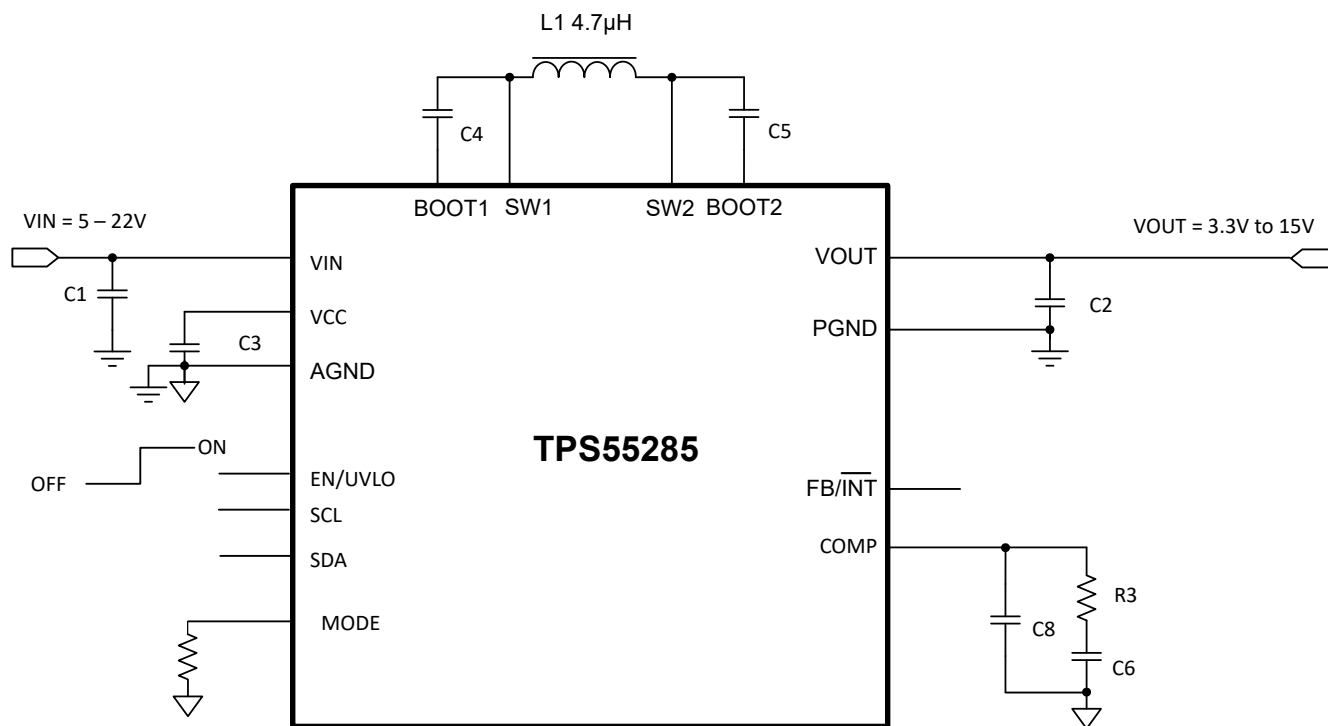 L1 4.7µH
C4
C5
BOOT1 SW1 SW2 BOOT2
VIN = 5 – 22V
VOUT = 3.3V to 15V
VIN
VOUT
C1
C2
VCC
PGND
C3
AGND
TPS55285
ON
OFF
EN/UVLO
FB/INT
SCL
COMP
SDA
R3
MODE
C8
C6